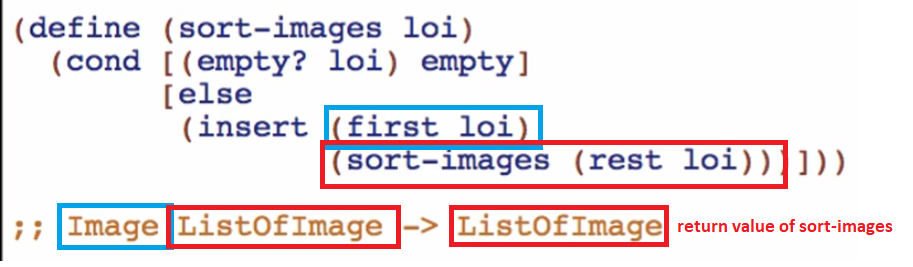 (define (sort-images loi)
(cond [(empty? loi) empty]
[else
(insert (first loi)
(sort-images (rest loi)))]))
;; Image ListOfImage -> ListOfImage return value of sort-images